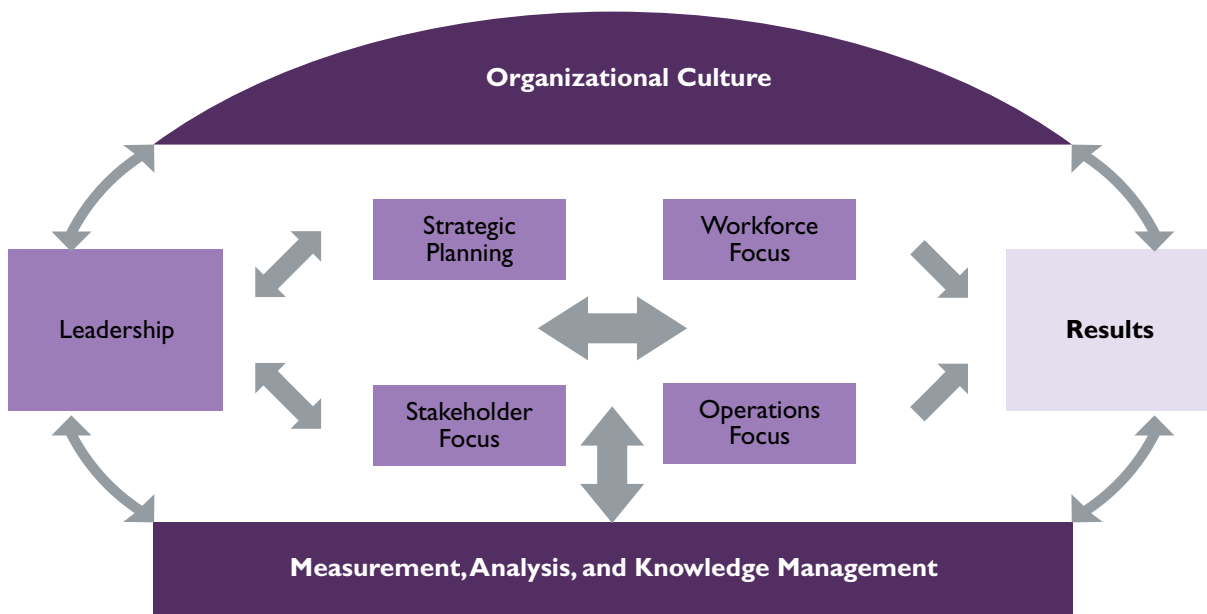 Organizational Culture
Strategic
Planning
Workforce
Focus
Leadership
Results
Stakeholder
Focus
Operations
Focus
Measurement, Analysis, and Knowledge Management